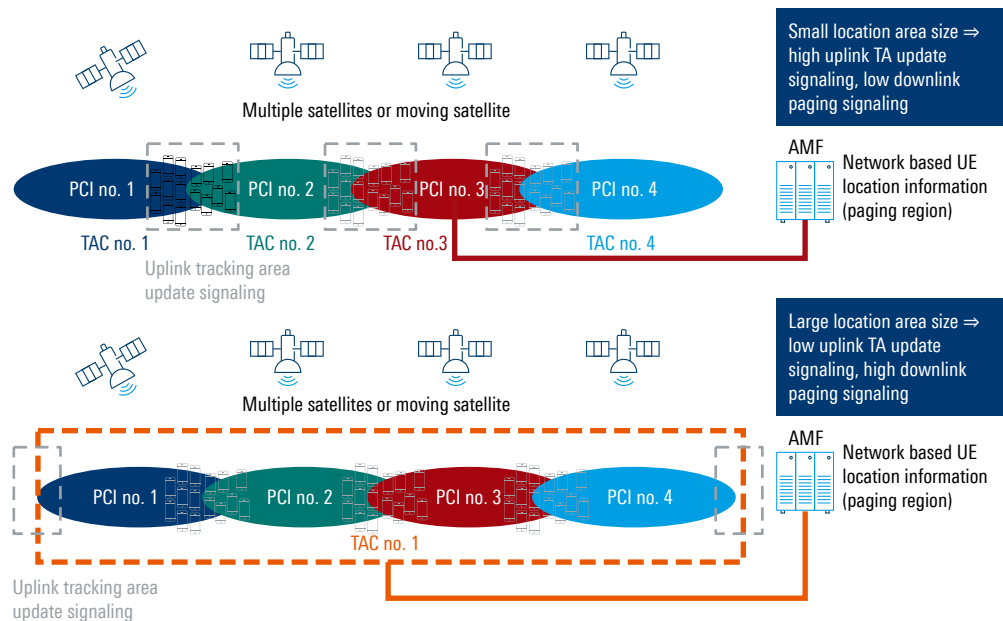 Small location area size ⇒
high uplink TA update
signaling, low downlink
paging signaling
Multiple satellites or moving satellite
AMF
Network based UE
location information
(paging region)
PCI no. 1
PCI no. 2
PCI no. 3
PCI no. 4
TAC no. 1
TAC no. 2
TAC no.3
TAC no. 4
Uplink tracking area
update signaling
Large location area size ⇒
low uplink TA update
signaling, high downlink
paging signaling
Multiple satellites or moving satellite
AMF
Network based UE
location information
(paging region)
PCI no. 1
PCI no. 2
PCI no. 3
PCI no. 4
TAC no. 1
Uplink tracking area
update signaling